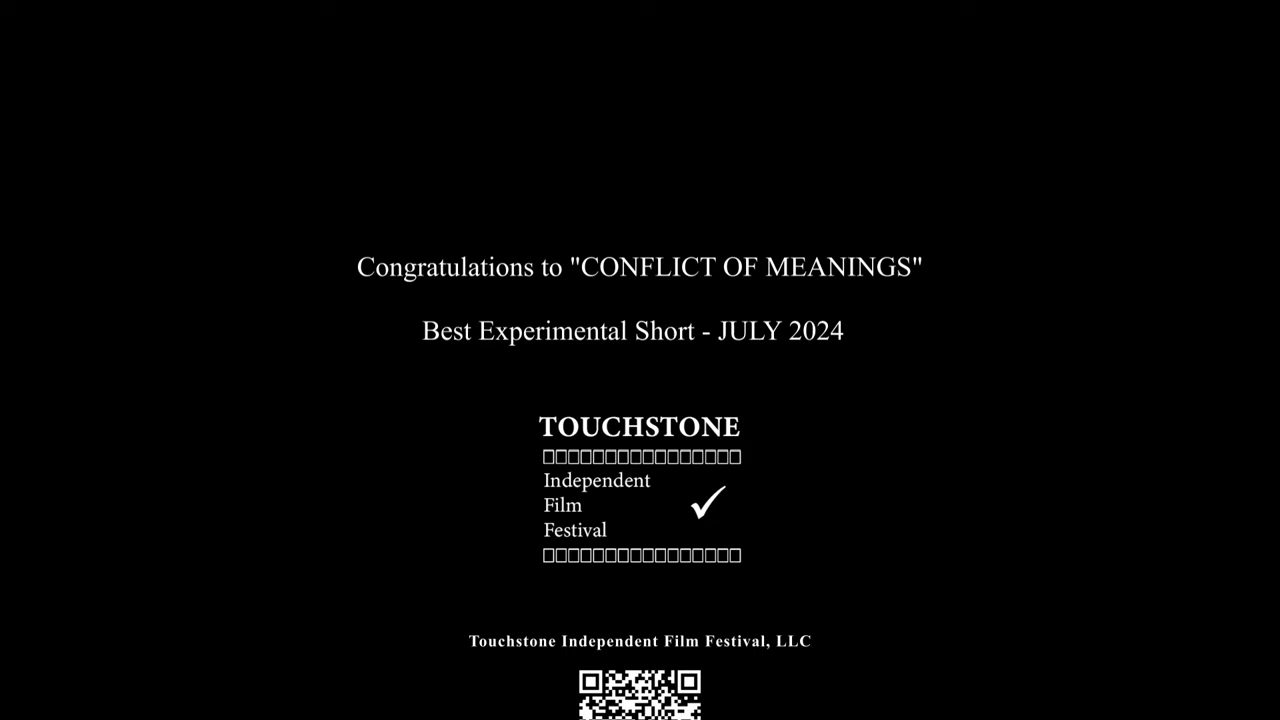 Congratulations to "CONFLICT OF MEANINGS"
Best Experimental Short - JULY 2024
TOUCHSTONE
Independent
Film
Festival
Touchstone Independent Film Festival, LLC